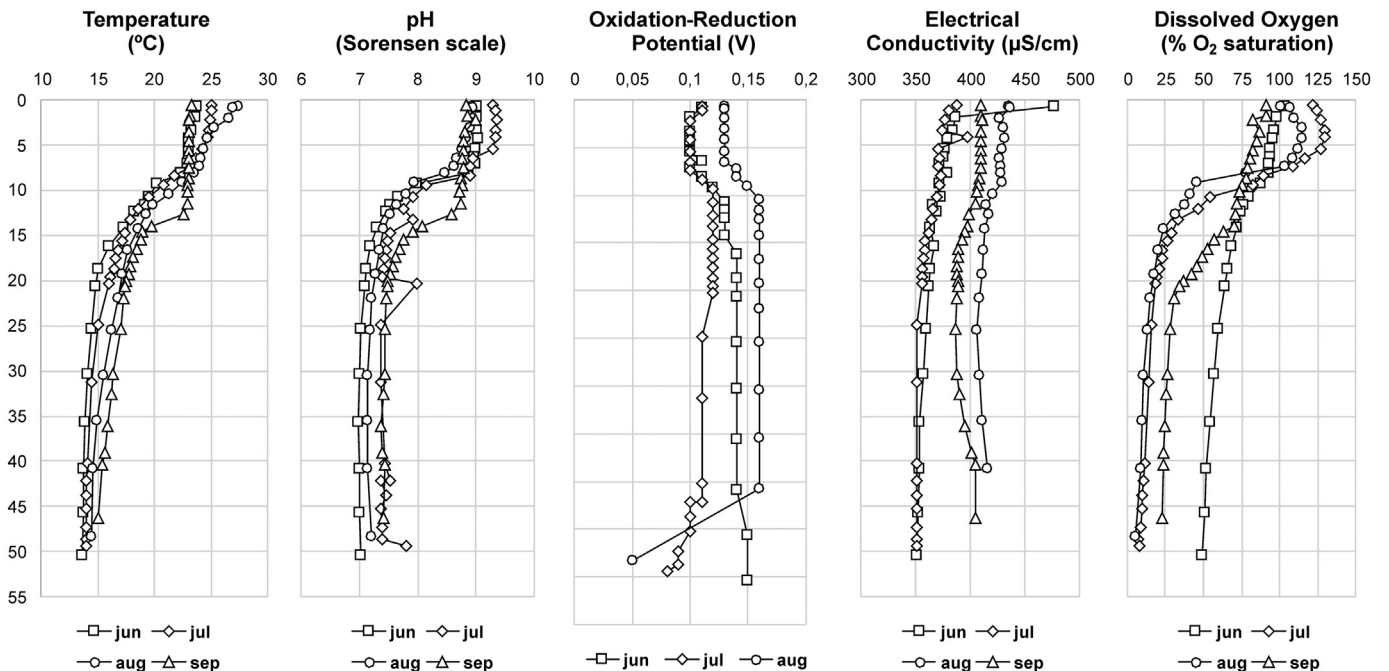 Temperature
(ºC)
pH
(Sorensen scale)
Oxidation-Reduction
Potential (V)
Electrical
Conductivity (µS/cm)
Dissolved Oxygen
(% O₂ saturation)
10 15 20 25 30
6 7 8 9 10
0 0,05 0,1 0,15 0,2
300 350 400 450 500
0 25 50 75 100 125 150
0
5
10
15
20
25
30
35
40
45
50
55
jun jul
aug sep
jun jul
aug sep
jun jul aug
jun jul
aug sep
jun jul
aug sep